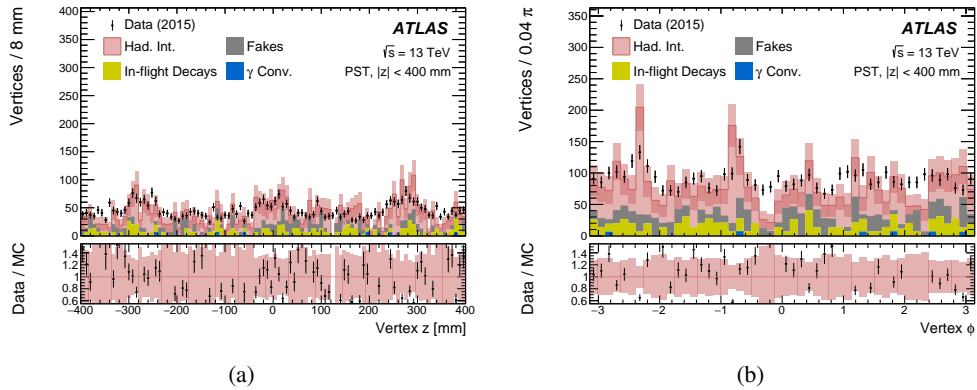 Vertices / 8 mm
400
350
300
250
200
150
100
50
0
Data (2015)
Had. Int.
Fakes
In-flight Decays
γ Conv.
ATLAS
√s = 13 TeV
PST, |z| < 400 mm
Data / MC
1.4
1.2
1
0.8
0.6
−400 −300 −200 −100 0 100 200 300 400
Vertex z [mm]
(a)
Vertices / 0.04 π
350
300
250
200
150
100
50
0
Data (2015)
Had. Int.
Fakes
In-flight Decays
γ Conv.
ATLAS
√s = 13 TeV
PST, |z| < 400 mm
Data / MC
1.4
1.2
1
0.8
0.6
−3 −2 −1 0 1 2 3
Vertex ϕ
(b)